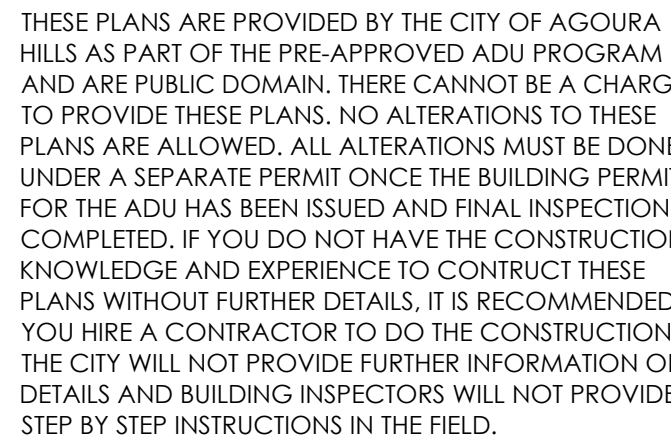 THESE PLANS ARE PROVIDED BY THE CITY OF AGOURA
HILLS AS PART OF THE PRE-APPROVED ADU PROGRAM
AND ARE PUBLIC DOMAIN. THERE CANNOT BE A CHARG
TO PROVIDE THESE PLANS. NO ALTERATIONS TO THESE
PLANS ARE ALLOWED. ALL ALTERATIONS MUST BE DONE
UNDER A SEPARATE PERMIT ONCE THE BUILDING PERMIT
FOR THE ADU HAS BEEN ISSUED AND FINAL INSPECTION
COMPLETED. IF YOU DO NOT HAVE THE CONSTRUCTION
KNOWLEDGE AND EXPERIENCE TO CONTRUCT THESE
PLANS WITHOUT FURTHER DETAILS, IT IS RECOMMENDED
YOU HIRE A CONTRACTOR TO DO THE CONSTRUCTION
THE CITY WILL NOT PROVIDE FURTHER INFORMATION O
DETAILS AND BUILDING INSPECTORS WILL NOT PROVIDE
STEP BY STEP INSTRUCTIONS IN THE FIELD.